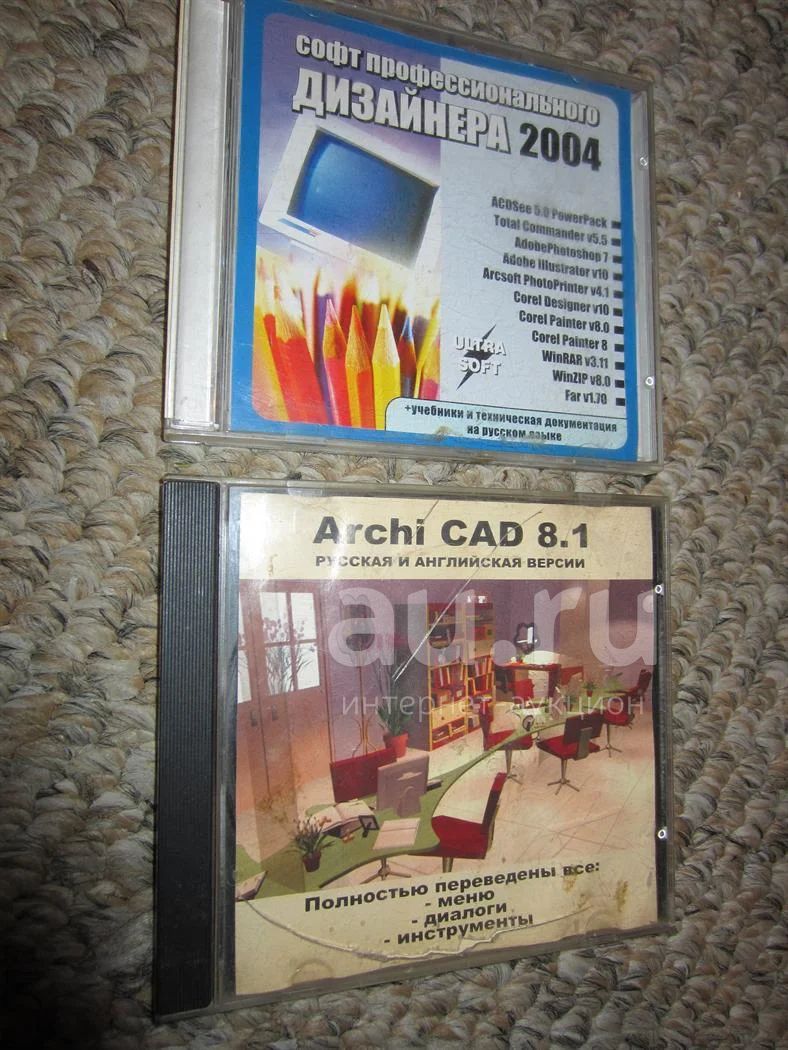 софт профессионального
ДИЗАЙНЕРА 2004
ACDSee 5.0 PowerPack
Total Commander v5.5
AdobePhotoshop 7
Adobe Illustrator v10
Arcsoft PhotoPrinter v4.1
Corel Designer v10
Corel Painter v8.0
Corel Painter 8
WinRAR v3.11
WinZIP v8.0
Far v1.70
ULTRA
SOFT
+учебники и техническая документация
на русском языке
Archi CAD 8.1
РУССКАЯ И АНГЛИЙСКАЯ ВЕРСИИ
au.ru
интернет-аукцион
Полностью переведены все:
- меню
- диалоги
- инструменты